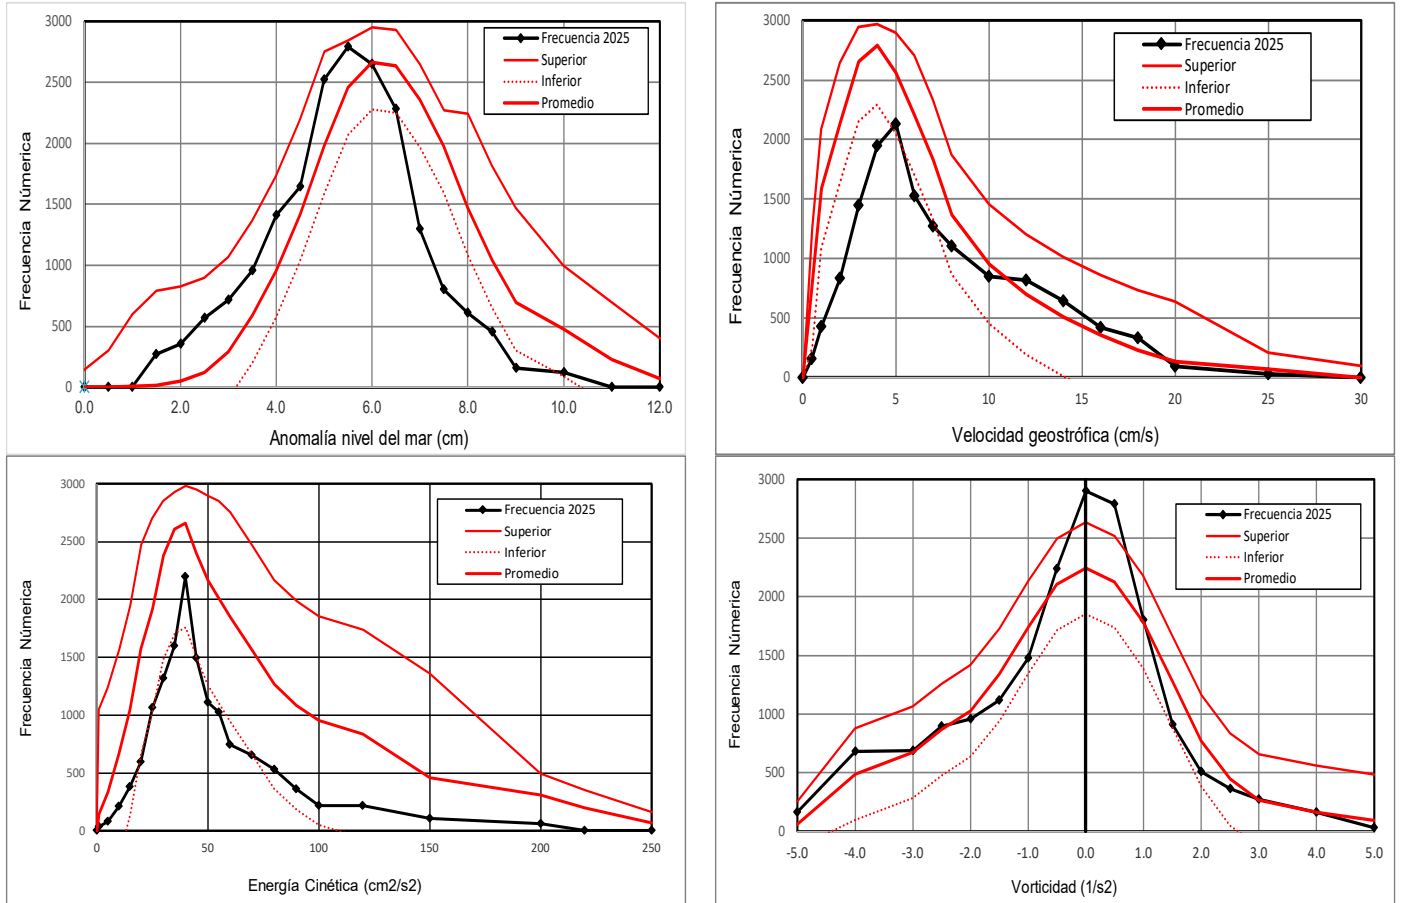 3000
2500
2000
1500
1000
500
0
Frecuencia Númerica
Frecuencia 2025
Superior
Inferior
Promedio
0.0 2.0 4.0 6.0 8.0 10.0 12.0
Anomalía nivel del mar (cm)
3000
2500
2000
1500
1000
500
0
Frecuencia Númerica
Frecuencia 2025
Superior
Inferior
Promedio
0 5 10 15 20 25 30
Velocidad geostrófica (cm/s)
3000
2500
2000
1500
1000
500
0
Frecuencia Númerica
Frecuencia 2025
Superior
Inferior
Promedio
0 50 100 150 200 250
Energía Cinética (cm2/s2)
3000
2500
2000
1500
1000
500
0
Frecuencia Númerica
Frecuencia 2025
Superior
Inferior
Promedio
-5.0 -4.0 -3.0 -2.0 -1.0 0.0 1.0 2.0 3.0 4.0 5.0
Vorticidad (1/s2)